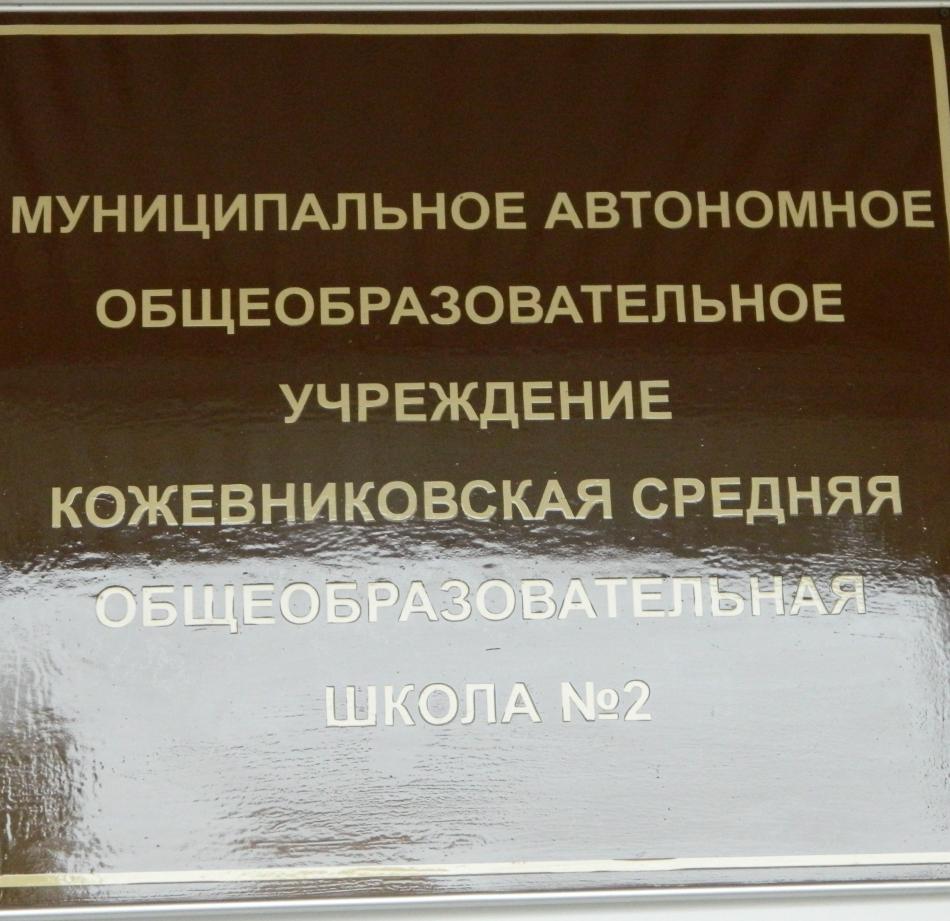 МУНИЦИПАЛЬНОЕ АВТОНОМНОЕ
ОБЩЕОБРАЗОВАТЕЛЬНОЕ
УЧРЕЖДЕНИЕ
КОЖЕВНИКОВСКАЯ СРЕДНЯЯ
ОБЩЕОБРАЗОВАТЕЛЬНАЯ
ШКОЛА №2